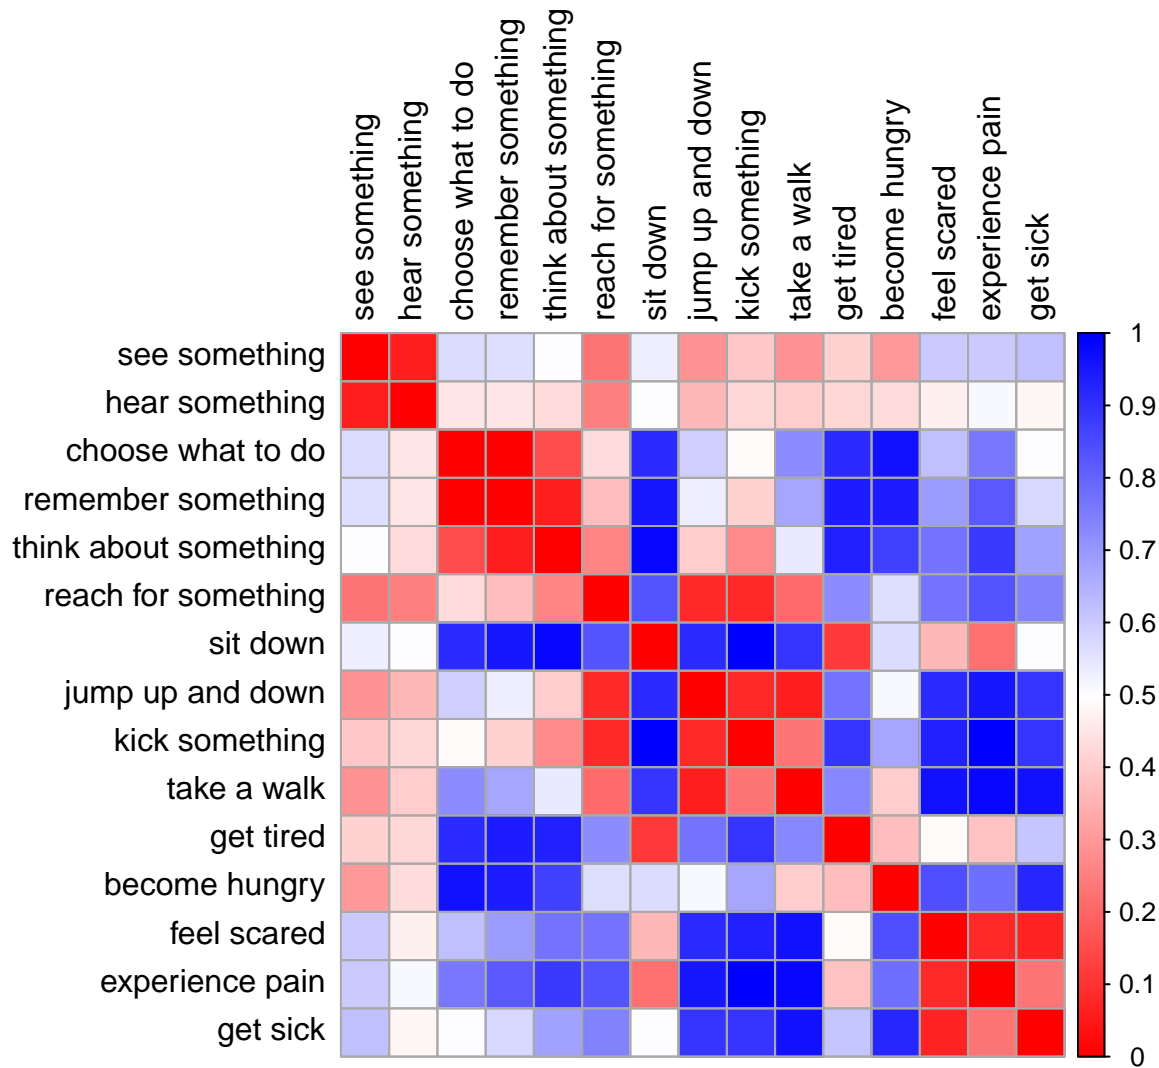 see something
hear something
choose what to do
remember something
think about something
reach for something
sit down
jump up and down
kick something
take a walk
get tired
become hungry
feel scared
experience pain
get sick
see something
hear something
choose what to do
remember something
think about something
reach for something
sit down
jump up and down
kick something
take a walk
get tired
become hungry
feel scared
experience pain
get sick
1
0.9
0.8
0.7
0.6
0.5
0.4
0.3
0.2
0.1
0